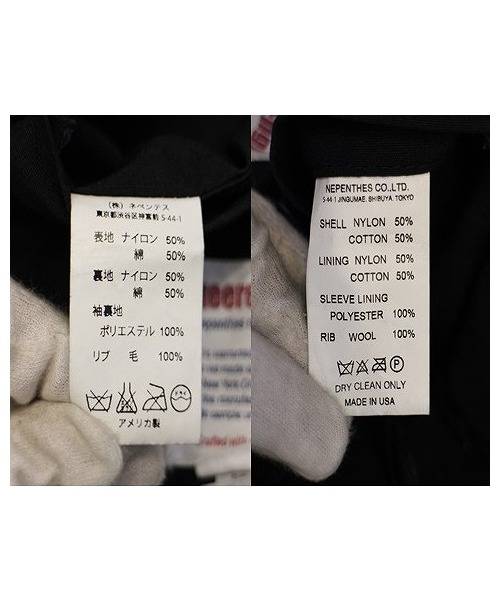 (株) ネペンテス
東京都渋谷区神宮前 5-44-1
表地 ナイロン 50%
綿 50%
裏地 ナイロン 50%
綿 50%
袖裏地
ポリエステル 100%
リブ 毛 100%
アメリカ製
NEPENTHES CO.,LTD.
5-44-1 JINGUMAE, SHIBUYA, TOKYO
SHELL NYLON 50%
COTTON 50%
LINING NYLON 50%
COTTON 50%
SLEEVE LINING
POLYESTER 100%
RIB WOOL 100%
P
DRY CLEAN ONLY
MADE IN USA